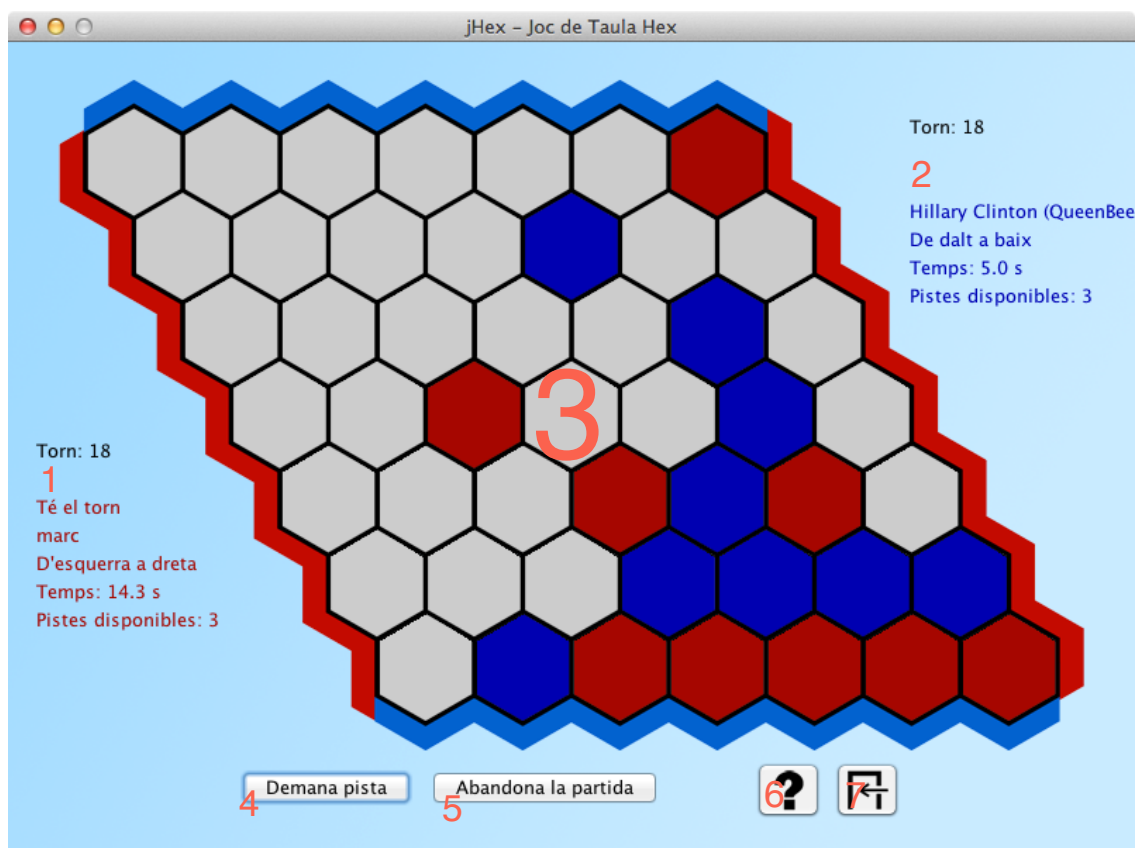 jHex – Joc de Taula Hex
Torn: 18
2
Hillary Clinton (QueenBee
De dalt a baix
Temps: 5.0 s
Pistes disponibles: 3
3
Torn: 18
1
Té el torn
marc
D'esquerra a dreta
Temps: 14.3 s
Pistes disponibles: 3
Demana pista
4
Abandona la partida
5
?
6
7